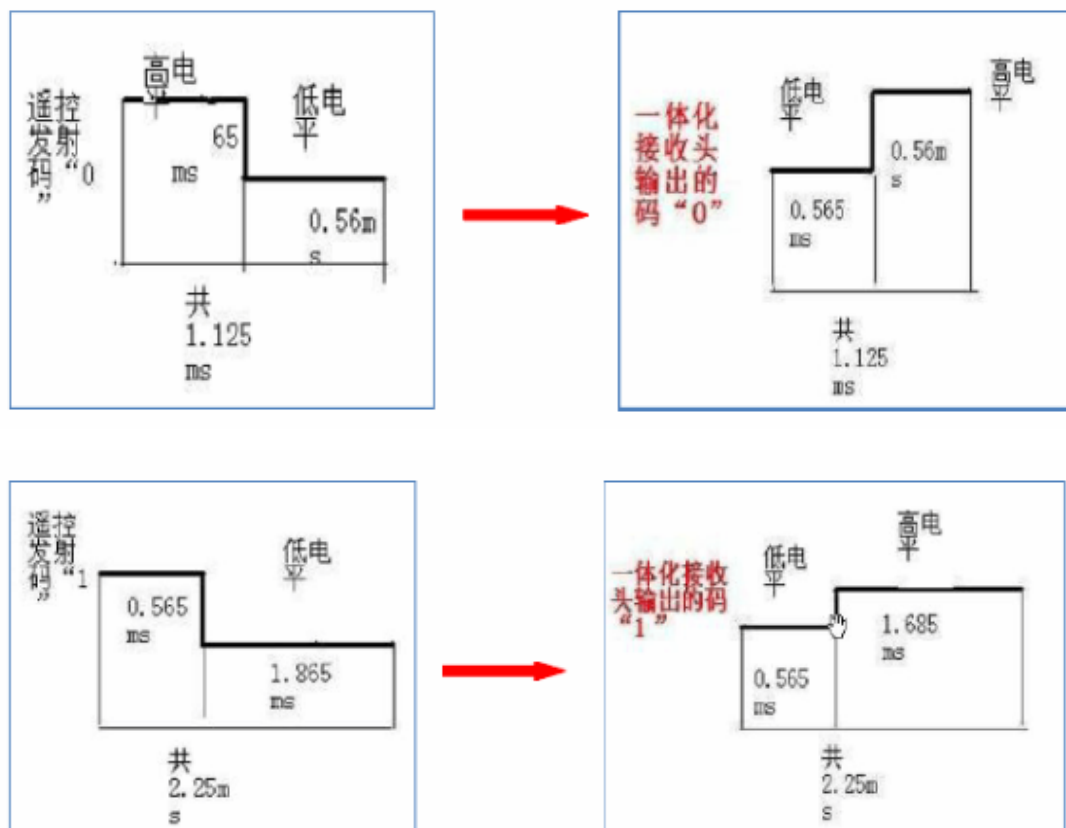 遥控
发射
码“0
”
高电
平
低电
平
65
ms
0.56m
s
共
1.125
ms
一体化
接收头
输出的
码“0”
低电
平
高电
平
0.565
ms
0.56m
s
共
1.125
ms
遥控
发射
码“1
”
低电
平
0.565
ms
1.865
ms
共
2.25m
s
一体化接收
头输出的码
“1”
低电
平
高电
平
0.565
ms
1.685
ms
共
2.25m
s